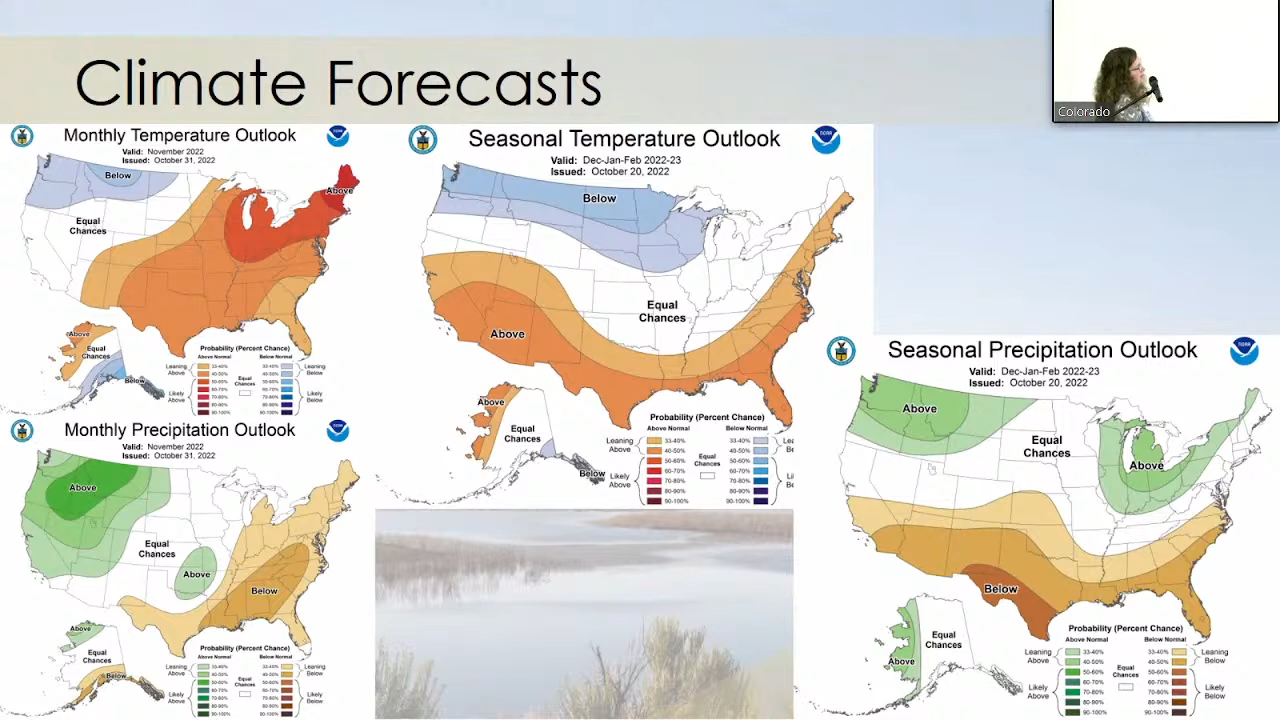 Climate Forecasts
Colorado
Monthly Temperature Outlook
Valid: November 2022
Issued: October 31, 2022
Below
Above
Equal
Chances
Above
Equal
Chances
Below
Probability (Percent Chance)
Above Normal
Below Normal
Leaning
Above
33-40%
40-50%
50-60%
60-70%
70-80%
80-90%
90-100%
Equal
Chances
33-40%
40-50%
50-60%
60-70%
70-80%
80-90%
90-100%
Leaning
Below
Likely
Above
Likely
Below
Seasonal Temperature Outlook
Valid: Dec-Jan-Feb 2022-23
Issued: October 20, 2022
Below
Equal
Chances
Above
Above
Equal
Chances
Below
Probability (Percent Chance)
Above Normal
Below Normal
Leaning
Above
33-40%
40-50%
50-60%
60-70%
70-80%
80-90%
90-100%
Equal
Chances
33-40%
40-50%
50-60%
60-70%
70-80%
80-90%
90-100%
Lea
Be
Likely
Above
Li
Be
Monthly Precipitation Outlook
Valid: November 2022
Issued: October 31, 2022
Above
Equal
Chances
Above
Below
Above
Equal
Chances
Below
Probability (Percent Chance)
Above Normal
Below Normal
Leaning
Above
33-40%
40-50%
50-60%
60-70%
70-80%
80-90%
90-100%
Equal
Chances
33-40%
40-50%
50-60%
60-70%
70-80%
80-90%
90-100%
Leaning
Below
Likely
Above
Likely
Below
Seasonal Precipitation Outlook
Valid: Dec-Jan-Feb 2022-23
Issued: October 20, 2022
Above
Equal
Chances
Above
Below
Above
Equal
Chances
Probability (Percent Chance)
Above Normal
Below Normal
Leaning
Above
33-40%
40-50%
50-60%
60-70%
70-80%
80-90%
90-100%
Equal
Chances
33-40%
40-50%
50-60%
60-70%
70-80%
80-90%
90-100%
Leaning
Below
Likely
Above
Likely
Below